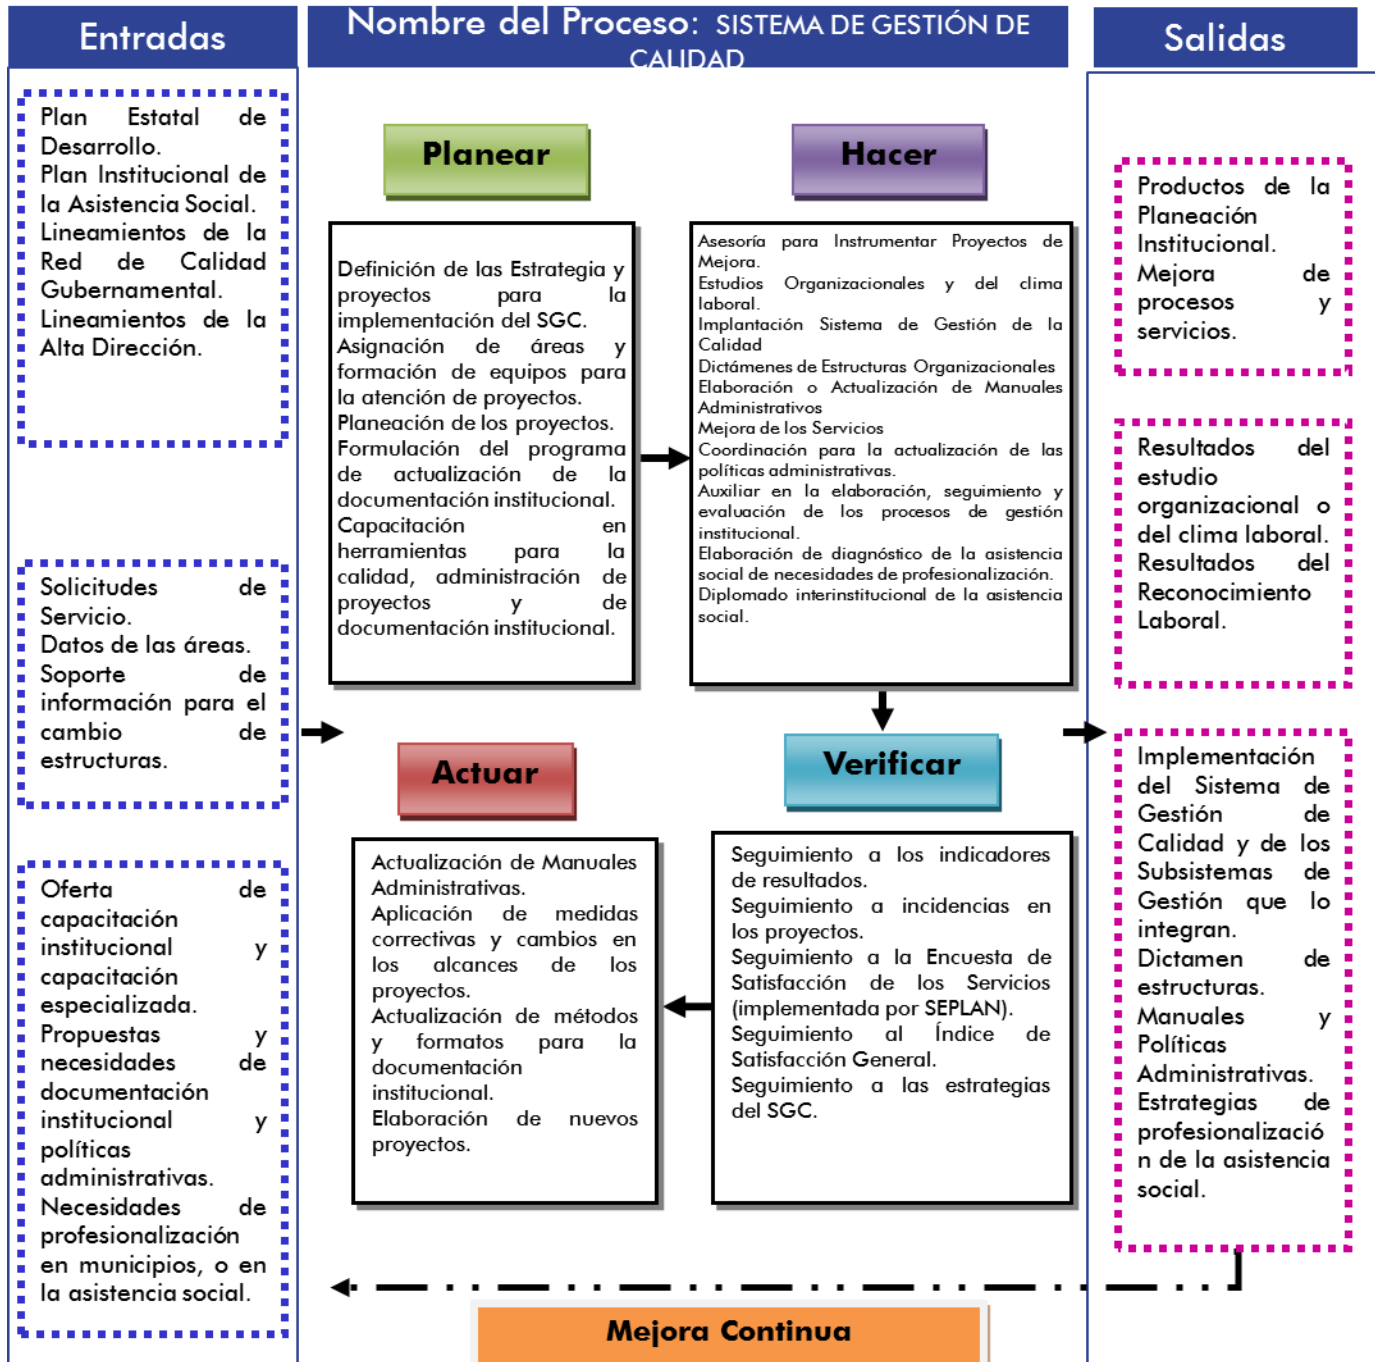 Entradas
Plan Estatal de
Desarrollo.
Plan Institucional de
la Asistencia Social.
Lineamientos de la
Red de Calidad
Gubernamental.
Lineamientos de la
Alta Dirección.
Solicitudes de
Servicio.
Datos de las áreas.
Soporte de
información para el
cambio de
estructuras.
Oferta de
capacitación
institucional y
capacitación
especializada.
Propuestas y
necesidades de
documentación
institucional y
políticas
administrativas.
Necesidades de
profesionalización
en municipios, o en
la asistencia social.
Nombre del Proceso: SISTEMA DE GESTIÓN DE
CALIDAD
Planear
Definición de las Estrategia y
proyectos para la
implementación del SGC.
Asignación de áreas y
formación de equipos para
la atención de proyectos.
Planeación de los proyectos.
Formulación del programa
de actualización de la
documentación institucional.
Capacitación en
herramientas para la
calidad, administración de
proyectos y de
documentación institucional.
Hacer
Asesoría para Instrumentar Proyectos de
Mejora.
Estudios Organizacionales y del clima
laboral.
Implantación Sistema de Gestión de la
Calidad
Dictámenes de Estructuras Organizacionales
Elaboración o Actualización de Manuales
Administrativos
Mejora de los Servicios
Coordinación para la actualización de las
políticas administrativas.
Auxiliar en la elaboración, seguimiento y
evaluación de los procesos de gestión
institucional.
Elaboración de diagnóstico de la asistencia
social de necesidades de profesionalización.
Diplomado interinstitucional de la asistencia
social.
Actuar
Actualización de Manuales
Administrativas.
Aplicación de medidas
correctivas y cambios en
los alcances de los
proyectos.
Actualización de métodos
y formatos para la
documentación
institucional.
Elaboración de nuevos
proyectos.
Verificar
Seguimiento a los indicadores
de resultados.
Seguimiento a incidencias en
los proyectos.
Seguimiento a la Encuesta de
Satisfacción de los Servicios
(implementada por SEPLAN).
Seguimiento al Índice de
Satisfacción General.
Seguimiento a las estrategias
del SGC.
Mejora Continua
Salidas
Productos de la
Planeación
Institucional.
Mejora de
procesos y
servicios.
Resultados del
estudio
organizacional o
del clima laboral.
Resultados del
Reconocimiento
Laboral.
Implementación
del Sistema de
Gestión de
Calidad y de los
Subsistemas de
Gestión que lo
integran.
Dictamen de
estructuras.
Manuales y
Políticas
Administrativas.
Estrategias de
profesionalizació
n de la asistencia
social.